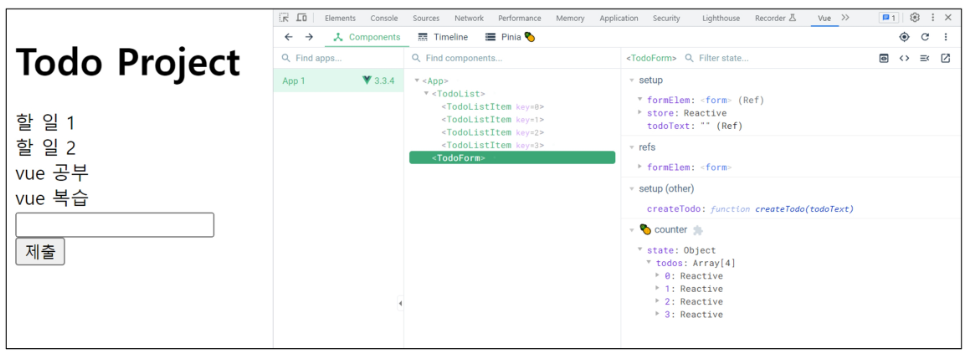 Todo Project
할 일 1
할 일 2
vue 공부
vue 복습
제출
Elements Console Sources Network Performance Memory Application Security Lighthouse Recorder Vue >> 1
Components Timeline Pinia
Find apps...
App 1 3.3.4
Find components...
<App>
<TodoList>
<TodoListItem key=0>
<TodoListItem key=1>
<TodoListItem key=2>
<TodoListItem key=3>
<TodoForm>
<TodoForm> Filter state...
setup
formElem: <form> (Ref)
store: Reactive
todoText: "" (Ref)
refs
formElem: <form>
setup (other)
createTodo: function createTodo(todoText)
counter
state: Object
todos: Array[4]
0: Reactive
1: Reactive
2: Reactive
3: Reactive